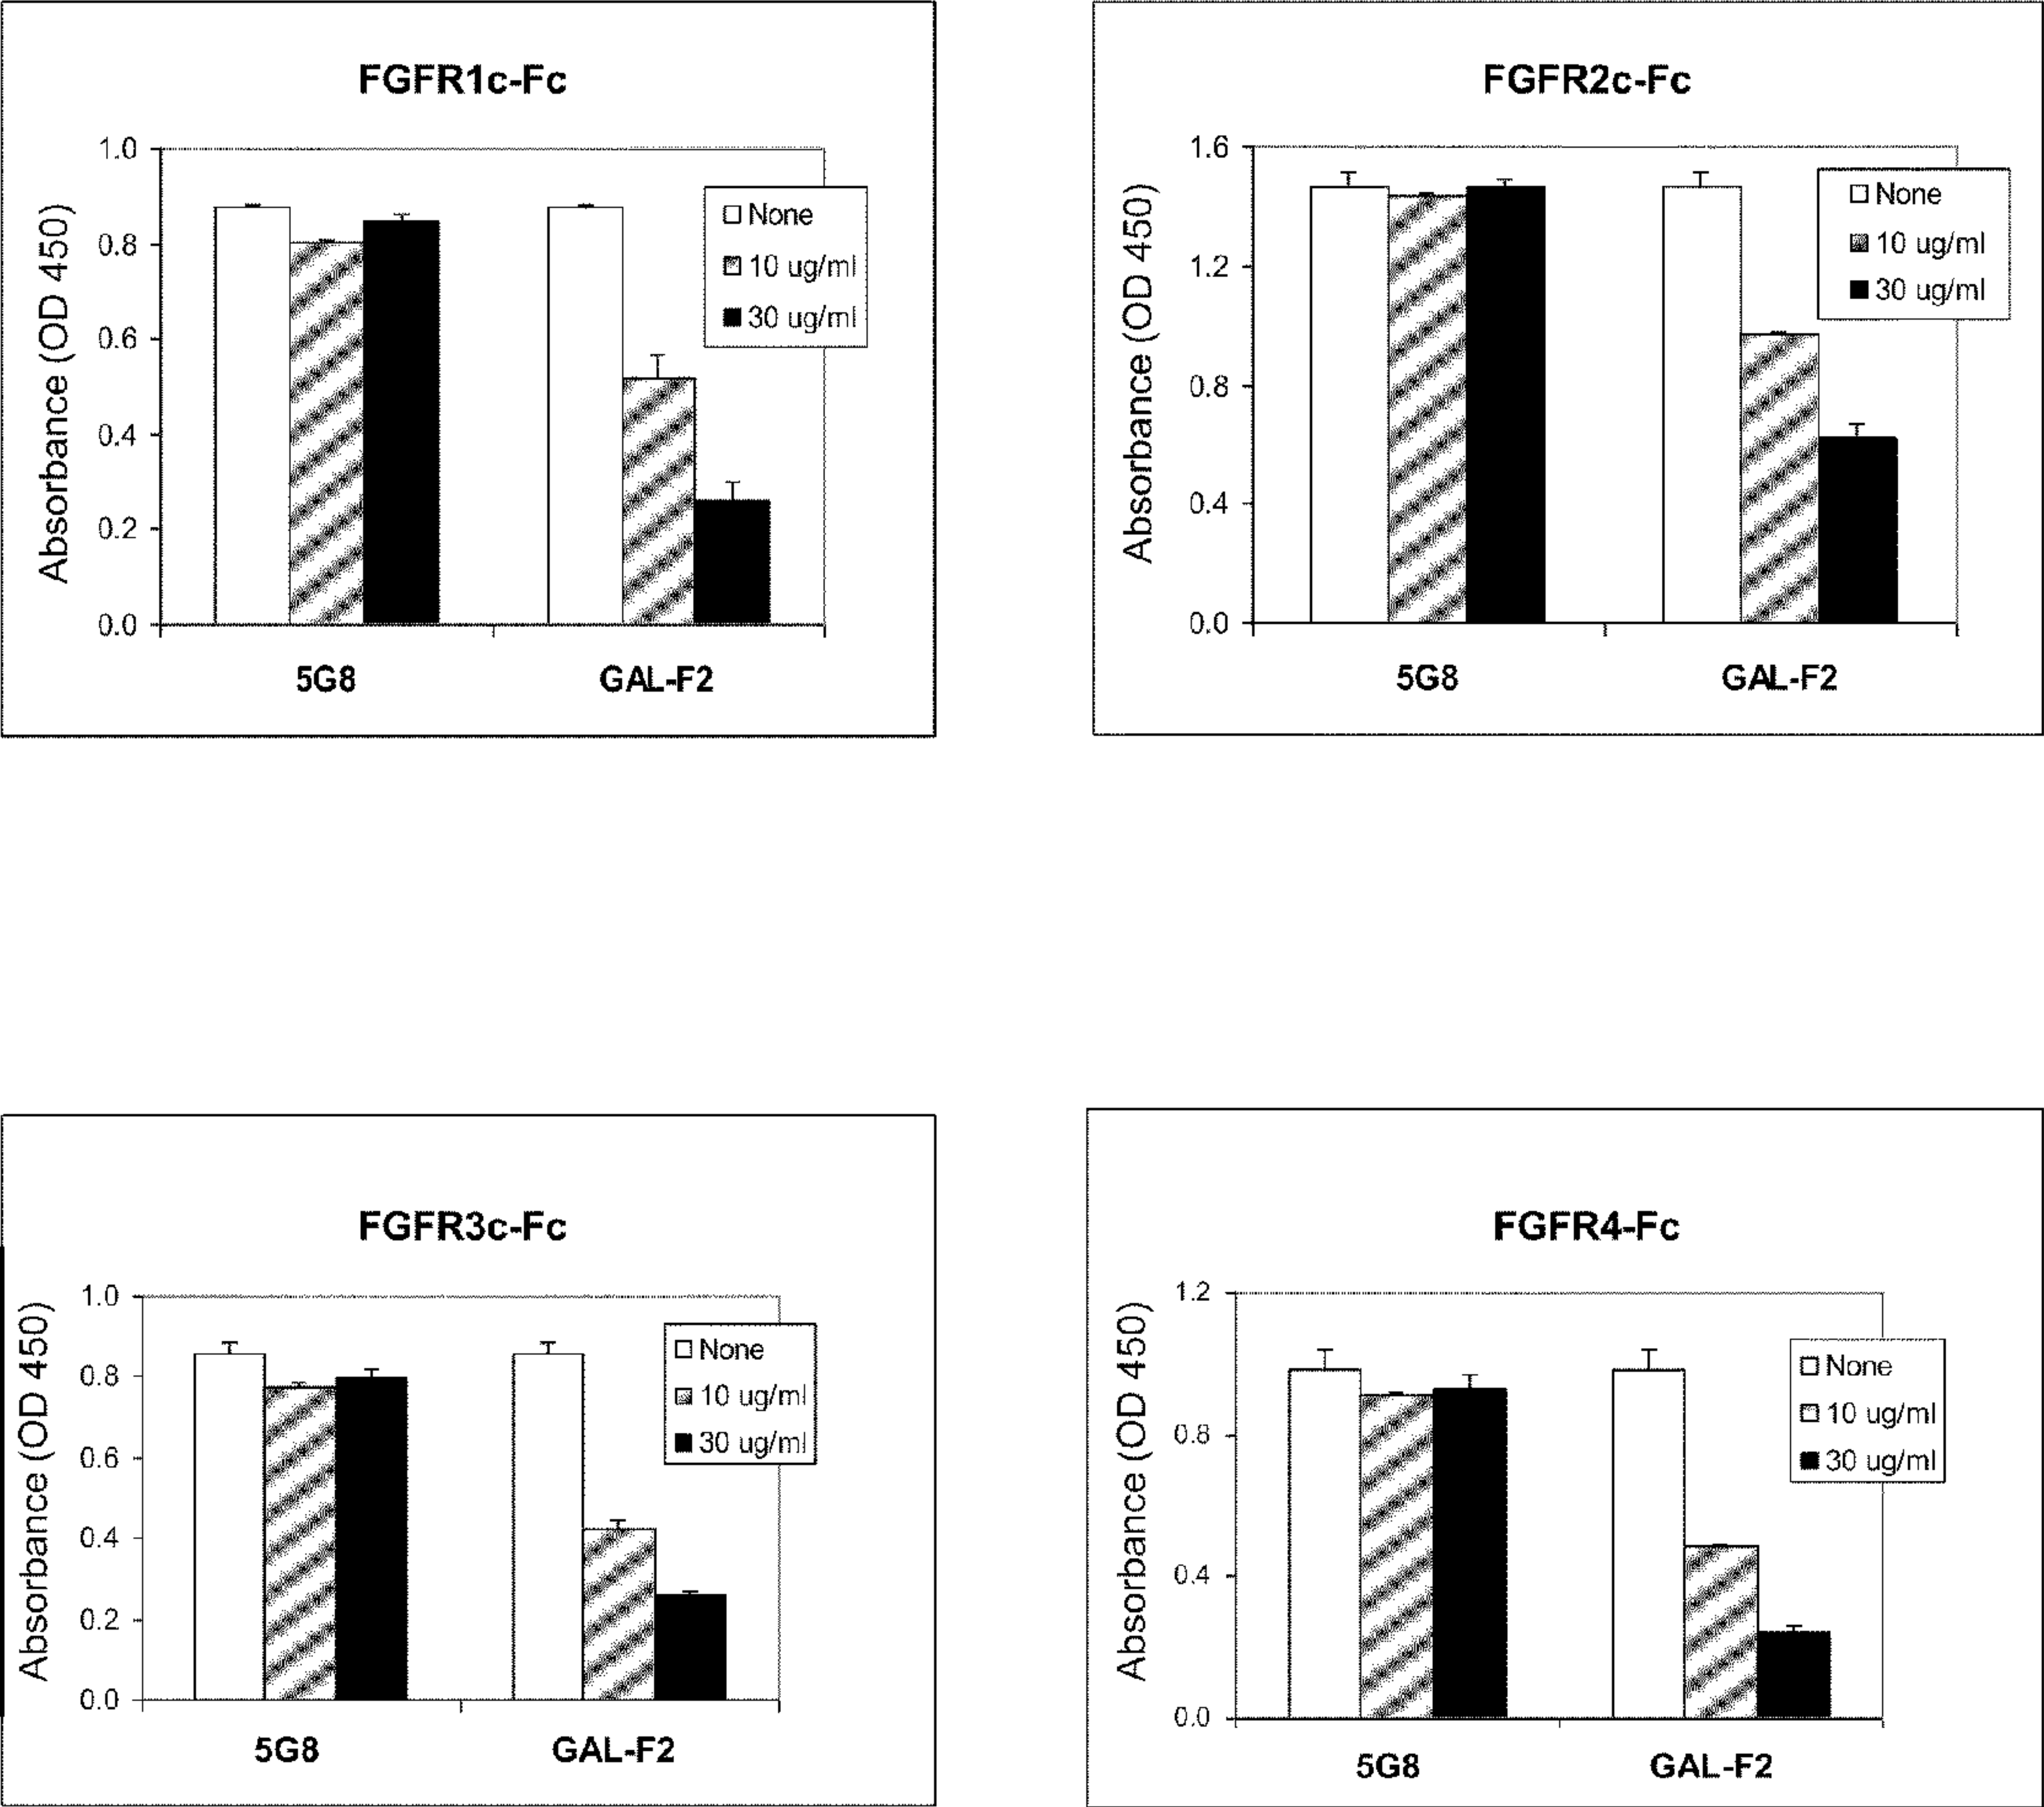 FGFR1c-Fc
Absorbance (OD 450)
1.0
0.8
0.6
0.4
0.2
0.0
None
10 ug/ml
30 ug/ml
5G8 GAL-F2
FGFR2c-Fc
Absorbance (OD 450)
1.6
1.2
0.8
0.4
0.0
None
10 ug/ml
30 ug/ml
5G8 GAL-F2
FGFR3c-Fc
Absorbance (OD 450)
1.0
0.8
0.6
0.4
0.2
0.0
None
10 ug/ml
30 ug/ml
5G8 GAL-F2
FGFR4-Fc
Absorbance (OD 450)
1.2
0.8
0.4
0.0
None
10 ug/ml
30 ug/ml
5G8 GAL-F2